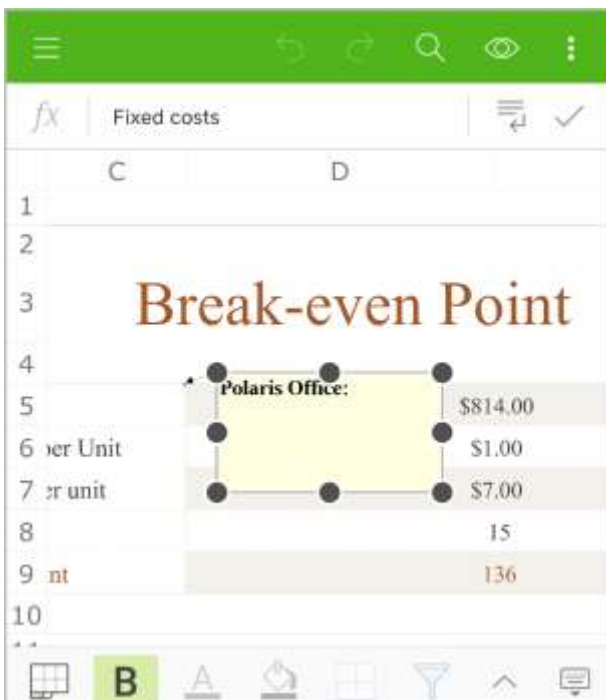 fx Fixed costs
C D
1
2
3 Break-even Point
4
Polaris Office:
5 $814.00
6 per Unit $1.00
7 er unit $7.00
8 15
9 nt 136
10
B A